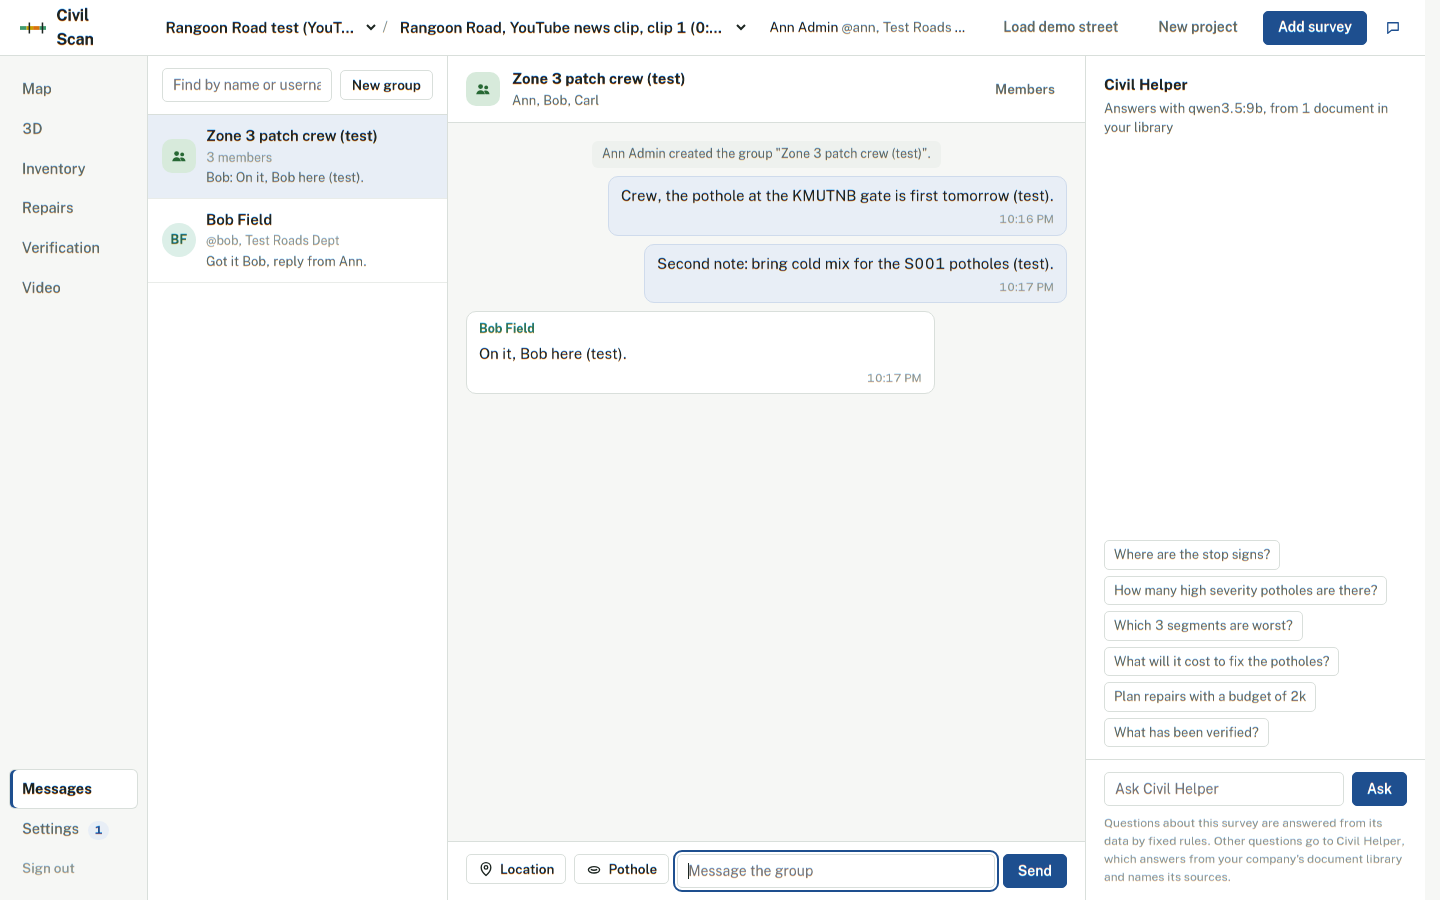 Civil Scan
Rangoon Road test (YouT...
/
Rangoon Road, YouTube news clip, clip 1 (0:...
Ann Admin @ann, Test Roads ...
Load demo street
New project
Add survey
Map
3D
Inventory
Repairs
Verification
Video
Messages
Settings 1
Sign out
Find by name or userna
New group
Zone 3 patch crew (test)
3 members
Bob: On it, Bob here (test).
BF
Bob Field
@bob, Test Roads Dept
Got it Bob, reply from Ann.
Zone 3 patch crew (test)
Ann, Bob, Carl
Members
Ann Admin created the group "Zone 3 patch crew (test)".
Crew, the pothole at the KMUTNB gate is first tomorrow (test).
10:16 PM
Second note: bring cold mix for the S001 potholes (test).
10:17 PM
Bob Field
On it, Bob here (test).
10:17 PM
Location
Pothole
Message the group
Send
Civil Helper
Answers with qwen3.5:9b, from 1 document in
your library
Where are the stop signs?
How many high severity potholes are there?
Which 3 segments are worst?
What will it cost to fix the potholes?
Plan repairs with a budget of 2k
What has been verified?
Ask Civil Helper
Ask
Questions about this survey are answered from its
data by fixed rules. Other questions go to Civil Helper,
which answers from your company's document library
and names its sources.